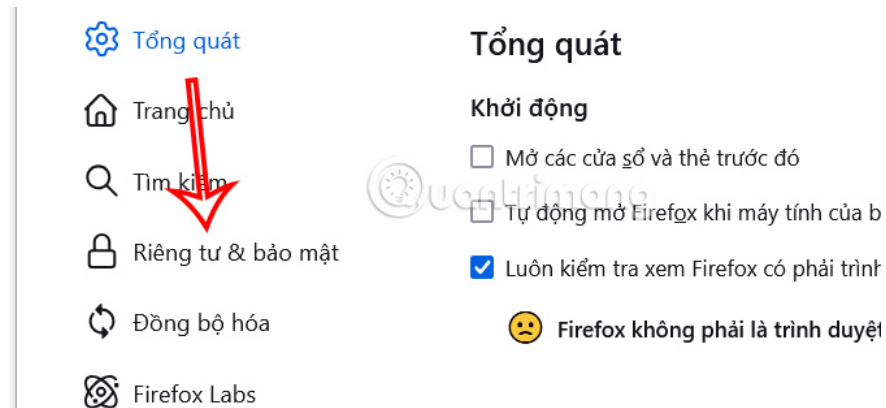 Tổng quát
Trang chủ
Tìm kiếm
Riêng tư & bảo mật
Đồng bộ hóa
Firefox Labs
Tổng quát
Khởi động
Mở các cửa sổ và thẻ trước đó
Quantrimang
Tự động mở Firefox khi máy tính của b
Luôn kiểm tra xem Firefox có phải trình
Firefox không phải là trình duyệt